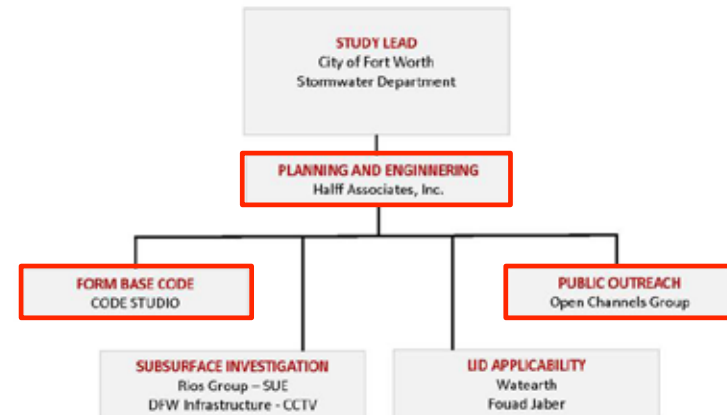 STUDY LEAD
City of Fort Worth
Stormwater Department
PLANNING AND ENGINNERING
Halff Associates, Inc.
FORM BASE CODE
CODE STUDIO
PUBLIC OUTREACH
Open Channels Group
SUBSURFACE INVESTIGATION
Rios Group – SUE
DFW Infrastructure - CCTV
LID APPLICABILITY
Watearth
Fouad Jaber